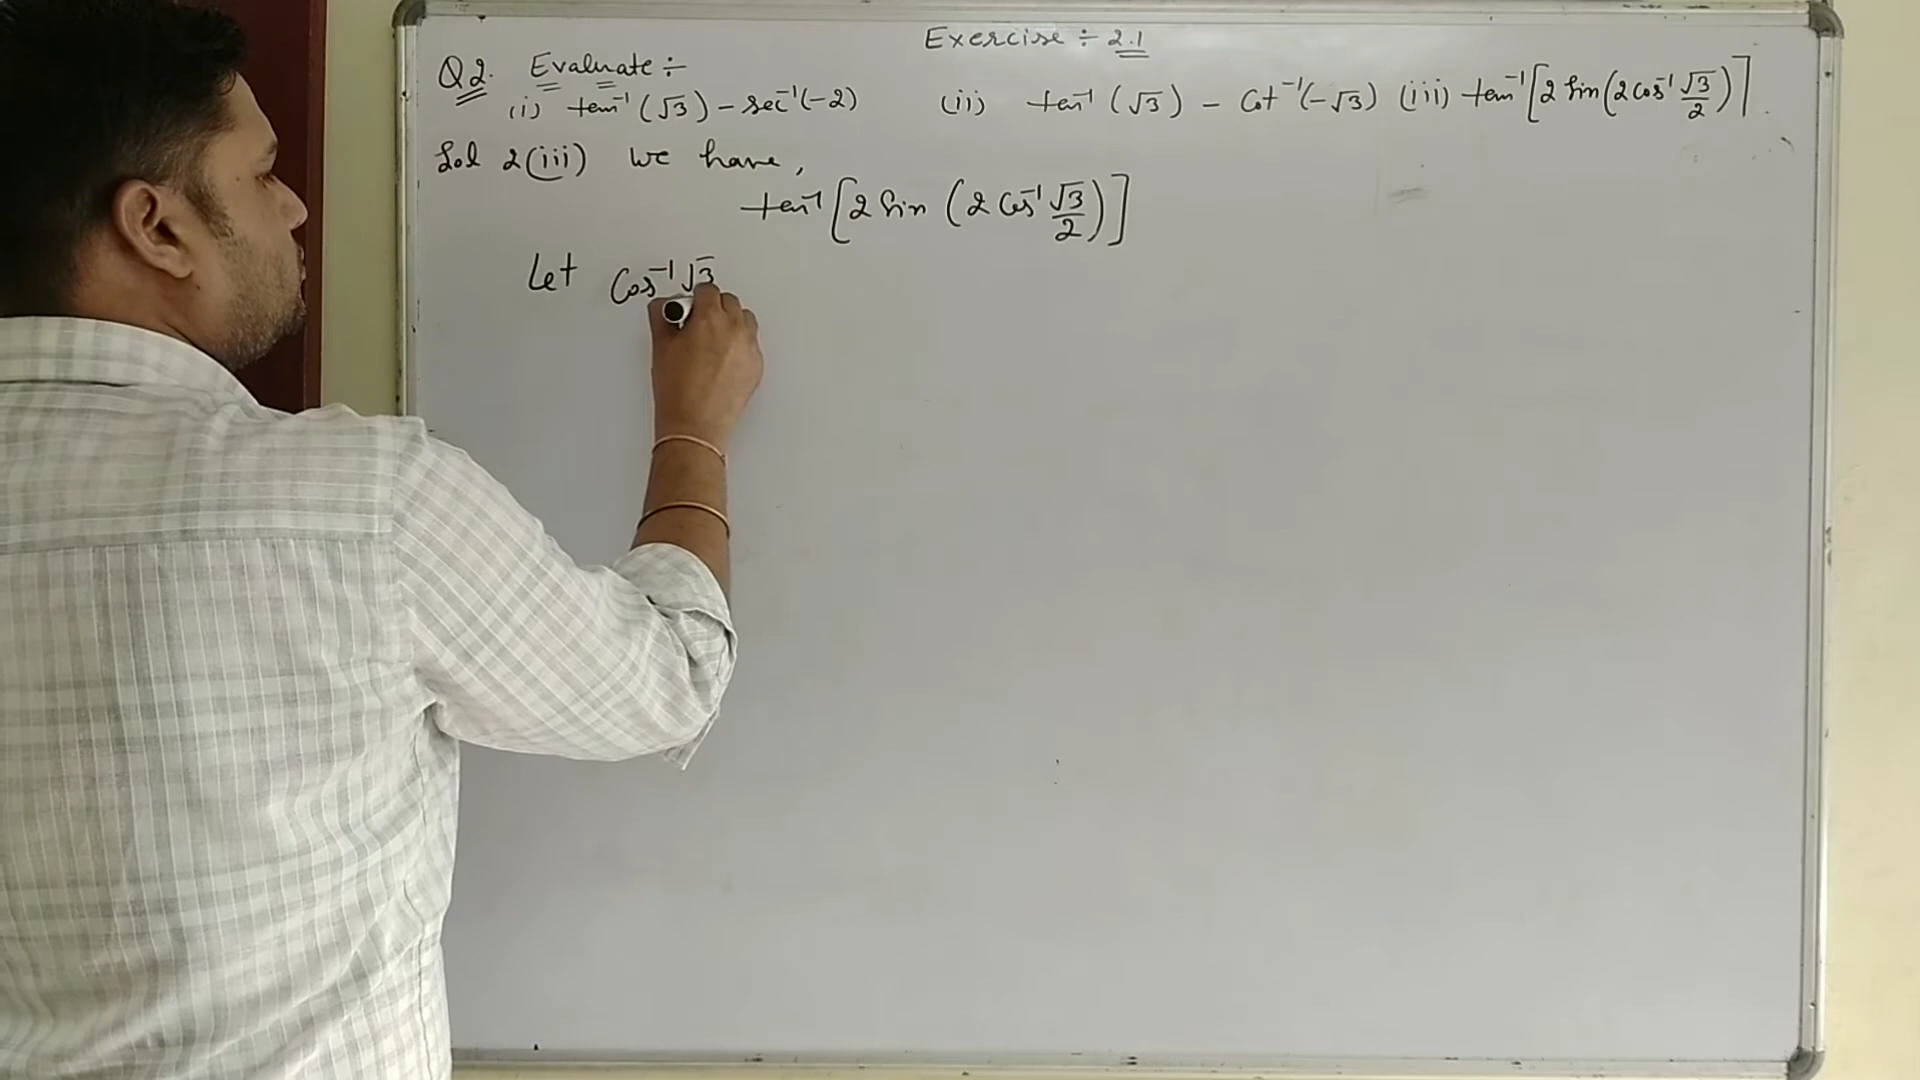 Exercise ÷ 2.1
Q2. Evaluate ÷
(i) tan⁻¹(√3) − sec⁻¹(−2) (ii) tan⁻¹(√3) − Cot⁻¹(−√3) (iii) tan⁻¹[2 Sin(2 cos⁻¹ √3/2)]
Sol 2(iii) We have,
tan⁻¹[2 Sin (2 Cos⁻¹ √3/2)]
Let Cos⁻¹ √3